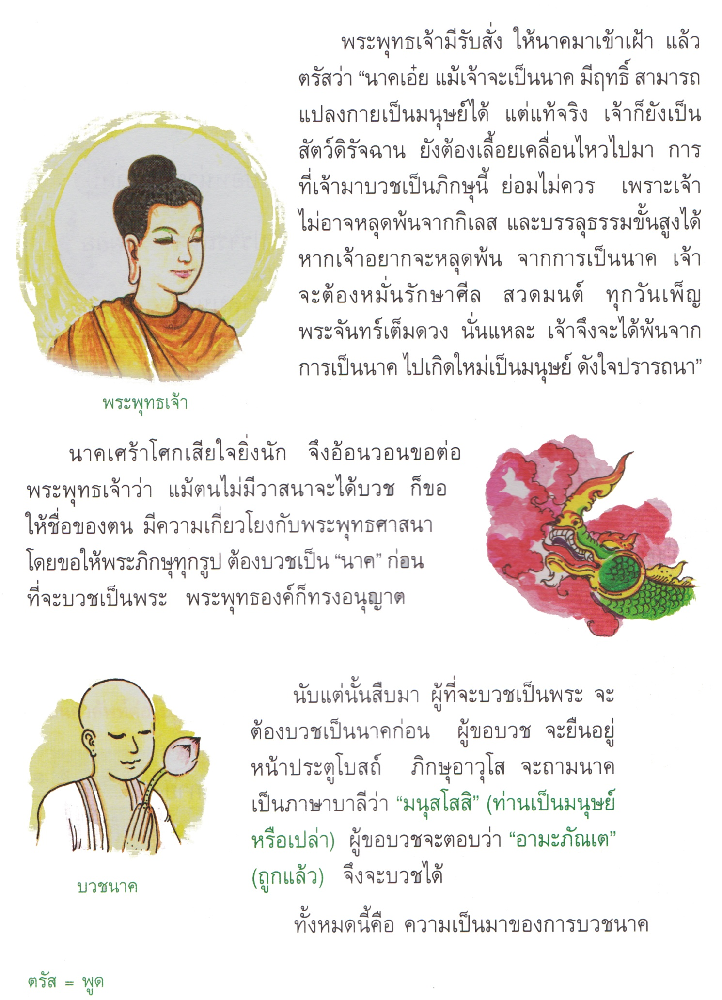 พระพุทธเจ้ามีรับสั่ง ให้นาคมาเข้าเฝ้า แล้ว
ตรัสว่า “นาคเอ๋ย แม้เจ้าจะเป็นนาค มีฤทธิ์ สามารถ
แปลงกายเป็นมนุษย์ได้ แต่แท้จริง เจ้าก็ยังเป็น
สัตว์ดิรัจฉาน ยังต้องเลื้อยเคลื่อนไหวไปมา การ
ที่เจ้ามาบวชเป็นภิกษุนี้ ย่อมไม่ควร เพราะเจ้า
ไม่อาจหลุดพ้นจากกิเลส และบรรลุธรรมขั้นสูงได้
หากเจ้าอยากจะหลุดพ้น จากการเป็นนาค เจ้า
จะต้องหมั่นรักษาศีล สวดมนต์ ทุกวันเพ็ญ
พระจันทร์เต็มดวง นั่นแหละ เจ้าจึงจะได้พ้นจาก
การเป็นนาค ไปเกิดใหม่เป็นมนุษย์ ดังใจปรารถนา”
พระพุทธเจ้า
นาคเศร้าโศกเสียใจยิ่งนัก จึงอ้อนวอนขอต่อ
พระพุทธเจ้าว่า แม้ตนไม่มีวาสนาจะได้บวช ก็ขอ
ให้ชื่อของตน มีความเกี่ยวโยงกับพระพุทธศาสนา
โดยขอให้พระภิกษุทุกรูป ต้องบวชเป็น “นาค” ก่อน
ที่จะบวชเป็นพระ พระพุทธองค์ก็ทรงอนุญาต
นับแต่นั้นสืบมา ผู้ที่จะบวชเป็นพระ จะ
ต้องบวชเป็นนาคก่อน ผู้ขอบวช จะยืนอยู่
หน้าประตูโบสถ์ ภิกษุอาวุโส จะถามนาค
เป็นภาษาบาลีว่า “มนุสโสสิ” (ท่านเป็นมนุษย์
หรือเปล่า) ผู้ขอบวชจะตอบว่า “อามะภัณเต”
(ถูกแล้ว) จึงจะบวชได้
บวชนาค
ทั้งหมดนี้คือ ความเป็นมาของการบวชนาค
ตรัส = พูด